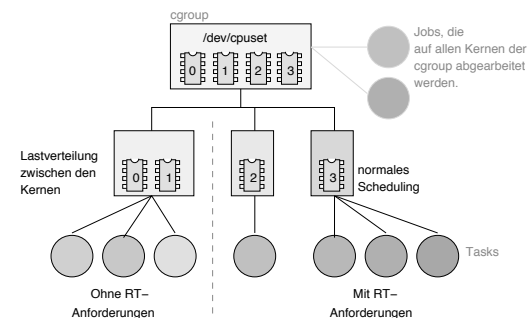 cgroup
/dev/cpuset
0 1 2 3
Jobs, die
auf allen Kernen der
cgroup abgearbeitet
werden.
Lastverteilung
zwischen den
Kernen
0 1
2
3
normales
Scheduling
Tasks
Ohne RT−
Anforderungen
Mit RT−
Anforderungen